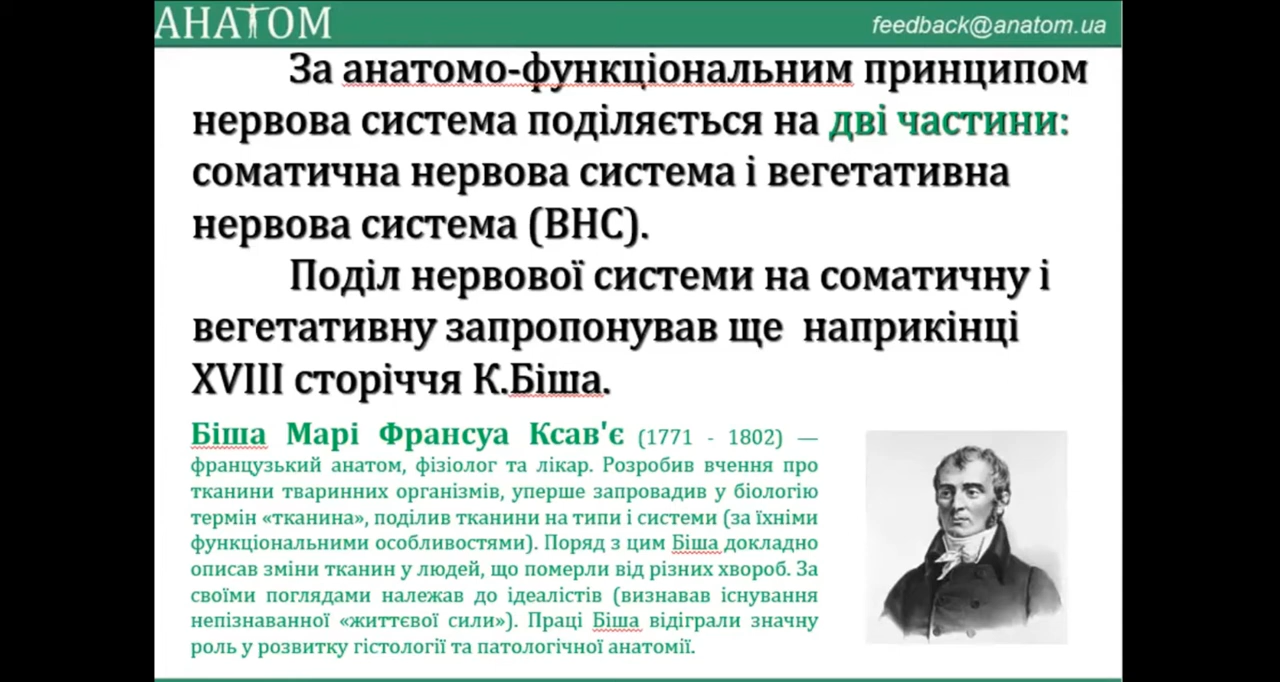 АНАТОМ
feedback@anatom.ua
За анатомо-функціональним принципом
нервова система поділяється на дві частини:
соматична нервова система і вегетативна
нервова система (ВНС).
Поділ нервової системи на соматичну і
вегетативну запропонував ще наприкінці
XVIII сторіччя К.Біша.
Біша Марі Франсуа Ксав'є (1771 - 1802) —
французький анатом, фізіолог та лікар. Розробив вчення про
тканини тваринних організмів, уперше запровадив у біологію
термін «тканина», поділив тканини на типи і системи (за їхніми
функціональними особливостями). Поряд з цим Біша докладно
описав зміни тканин у людей, що померли від різних хвороб. За
своїми поглядами належав до ідеалістів (визнавав існування
непізнаванної «життєвої сили»). Праці Біша відіграли значну
роль у розвитку гістології та патологічної анатомії.